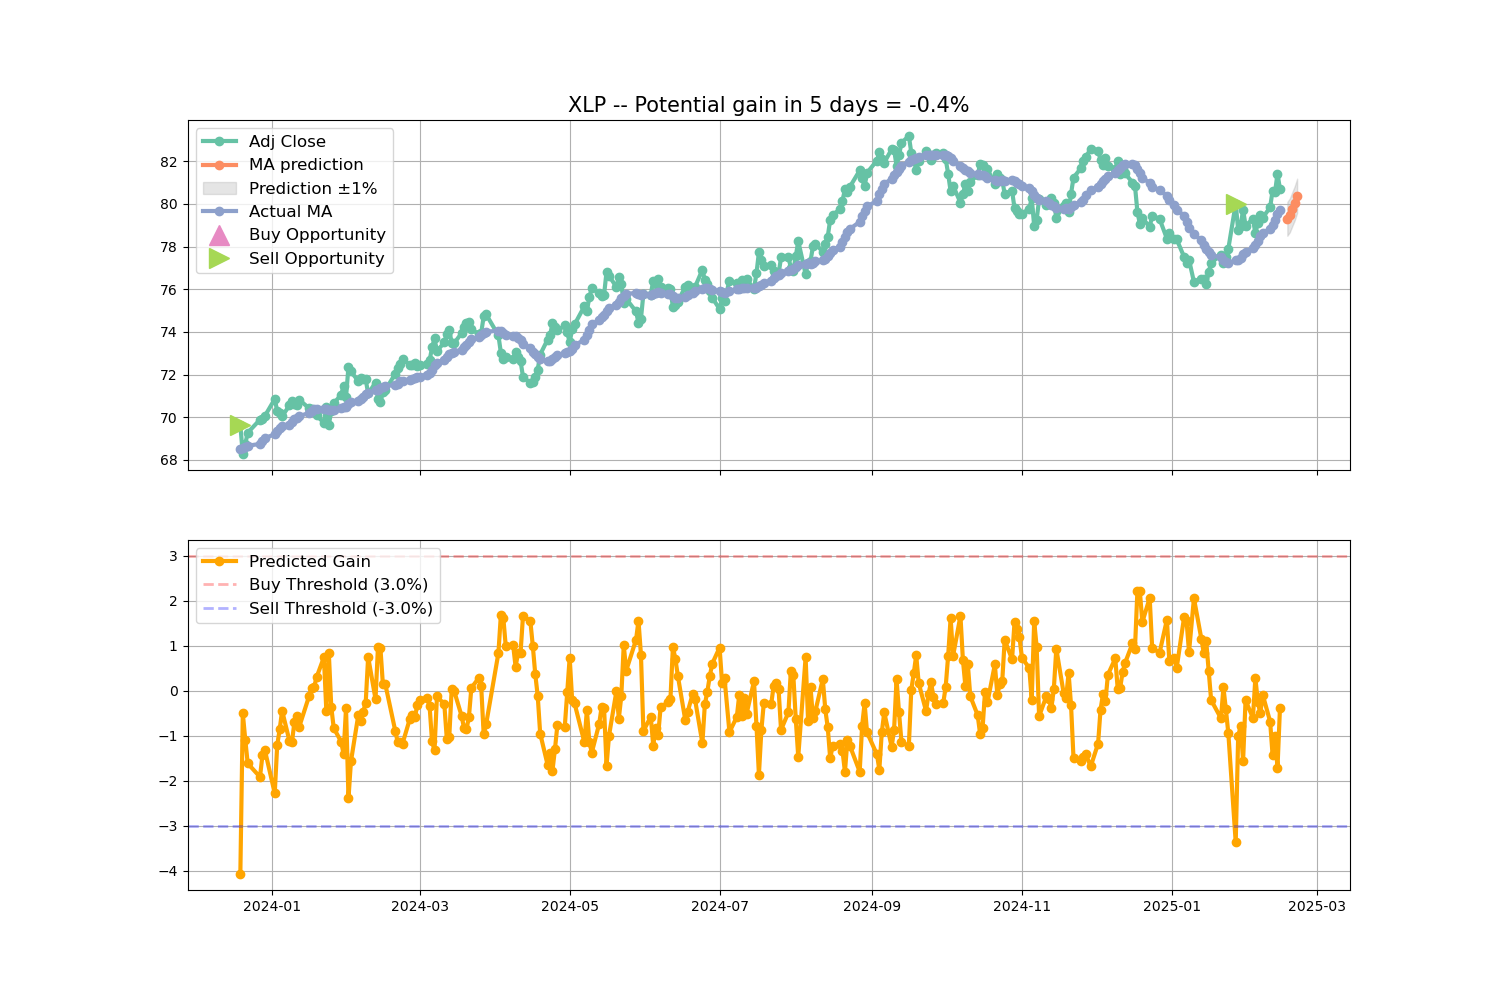 XLP -- Potential gain in 5 days = -0.4%
Adj Close
MA prediction
Prediction ±1%
Actual MA
Buy Opportunity
Sell Opportunity
82
80
78
76
74
72
70
68
Predicted Gain
Buy Threshold (3.0%)
Sell Threshold (-3.0%)
3
2
1
0
−1
−2
−3
−4
2024-01 2024-03 2024-05 2024-07 2024-09 2024-11 2025-01 2025-03